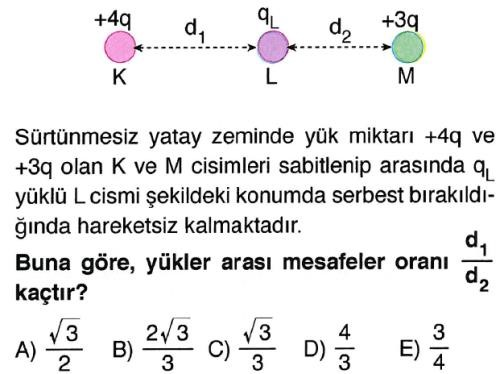 +4q d₁ q_L d₂ +3q
K L M
Sürtünmesiz yatay zeminde yük miktarı +4q ve
+3q olan K ve M cisimleri sabitlenip arasında q_L
yüklü L cismi şekildeki konumda serbest bırakıldı-
ğında hareketsiz kalmaktadır.
Buna göre, yükler arası mesafeler oranı d₁/d₂
kaçtır?
A) √3/2 B) 2√3/3 C) √3/3 D) 4/3 E) 3/4